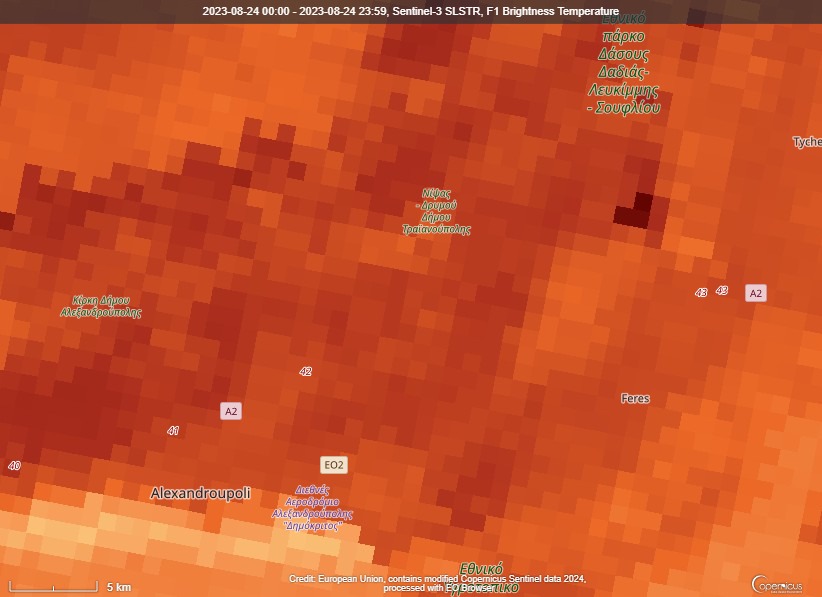 2023-08-24 00:00 - 2023-08-24 23:59, Sentinel-3 SLSTR, F1 Brightness Temperature
Εθνικό
πάρκο
Δάσους
Δαδιάς-
Λευκίμμης
- Σουφλίου
Tyche
Νίψας
- Δρυμού
Δήμου
Τραϊανούπολης
43
43
A2
Κίρκη Δήμου
Αλεξανδρούπολης
42
Feres
A2
41
40
EO2
Alexandroupoli
Διεθνές
Αεροδρόμιο
Αλεξανδρούπολης
"Δημόκριτος"
Εθνικό
Credit: European Union, contains modified Copernicus Sentinel data 2024,
processed with EO Browser
5 km
opernicus